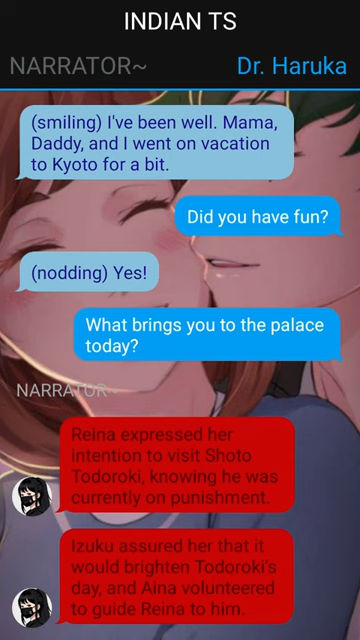 INDIAN TS
NARRATOR~ Dr. Haruka
(smiling) I've been well. Mama,
Daddy, and I went on vacation
to Kyoto for a bit.
Did you have fun?
(nodding) Yes!
What brings you to the palace
today?
NARRATOR~
Reina expressed her
intention to visit Shoto
Todoroki, knowing he was
currently on punishment.
Izuku assured her that it
would brighten Todoroki's
day, and Aina volunteered
to guide Reina to him.